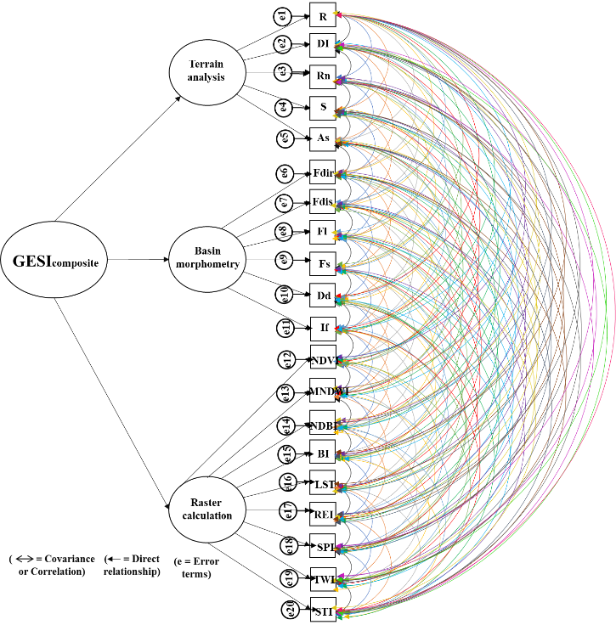 e1 R
e2 DI
e3 Rn
e4 S
e5 As
Terrain
analysis
e6 Fdir
e7 Fdis
e8 FI
e9 Fs
e10 Dd
e11 If
GESIcomposite
Basin
morphometry
e12 NDVI
e13 MNDWI
e14 NDBI
e15 BI
e16 LST
e17 REI
e18 SPI
e19 TWI
e20 STI
Raster
calculation
( ↔ = Covariance
or Correlation)
(← = Direct
relationship)
(e = Error
terms)